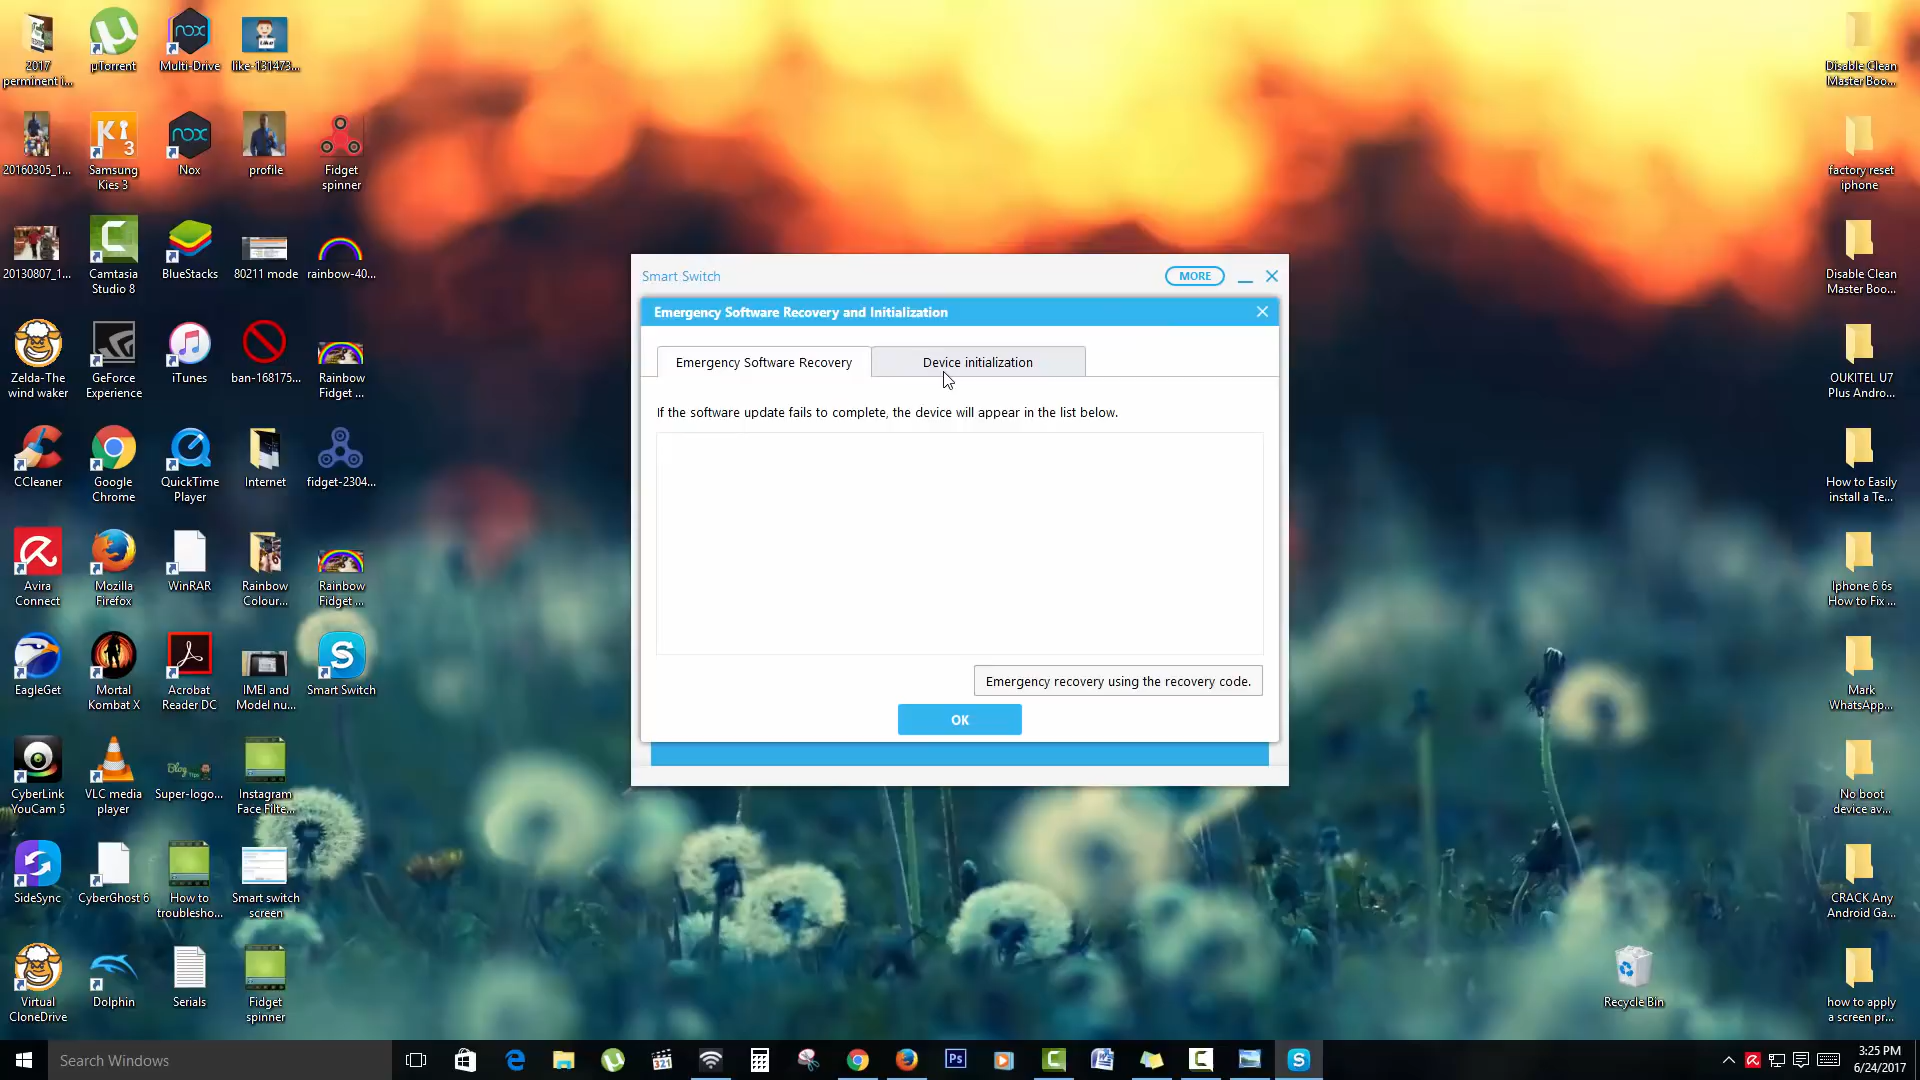 2017
perminent i...
µTorrent
Multi-Drive
like-131473...
20160305_1...
Samsung
Kies 3
Nox
profile
Fidget
spinner
20130807_1...
Camtasia
Studio 8
BlueStacks
80211 mode
rainbow-40...
Zelda-The
wind waker
GeForce
Experience
iTunes
ban-168175...
Rainbow
Fidget ...
CCleaner
Google
Chrome
QuickTime
Player
Internet
fidget-2304...
Avira
Connect
Mozilla
Firefox
WinRAR
Rainbow
Colour...
Rainbow
Fidget ...
EagleGet
Mortal
Kombat X
Acrobat
Reader DC
IMEI and
Model nu...
Smart Switch
CyberLink
YouCam 5
VLC media
player
Super-logo...
Instagram
Face Filte...
SideSync
CyberGhost 6
How to
troublesho...
Smart switch
screen
Virtual
CloneDrive
Dolphin
Serials
Fidget
spinner
Smart Switch
MORE
Emergency Software Recovery and Initialization
Emergency Software Recovery
Device initialization
If the software update fails to complete, the device will appear in the list below.
Emergency recovery using the recovery code.
OK
Disable Clean
Master Boo...
factory reset
iphone
Disable Clean
Master Boo...
OUKITEL U7
Plus Andro...
How to Easily
install a Te...
Iphone 6 6s
How to Fix ...
Mark
WhatsApp...
No boot
device av...
CRACK Any
Android Ga...
how to apply
a screen pr...
Recycle Bin
Search Windows
3:25 PM
6/24/2017